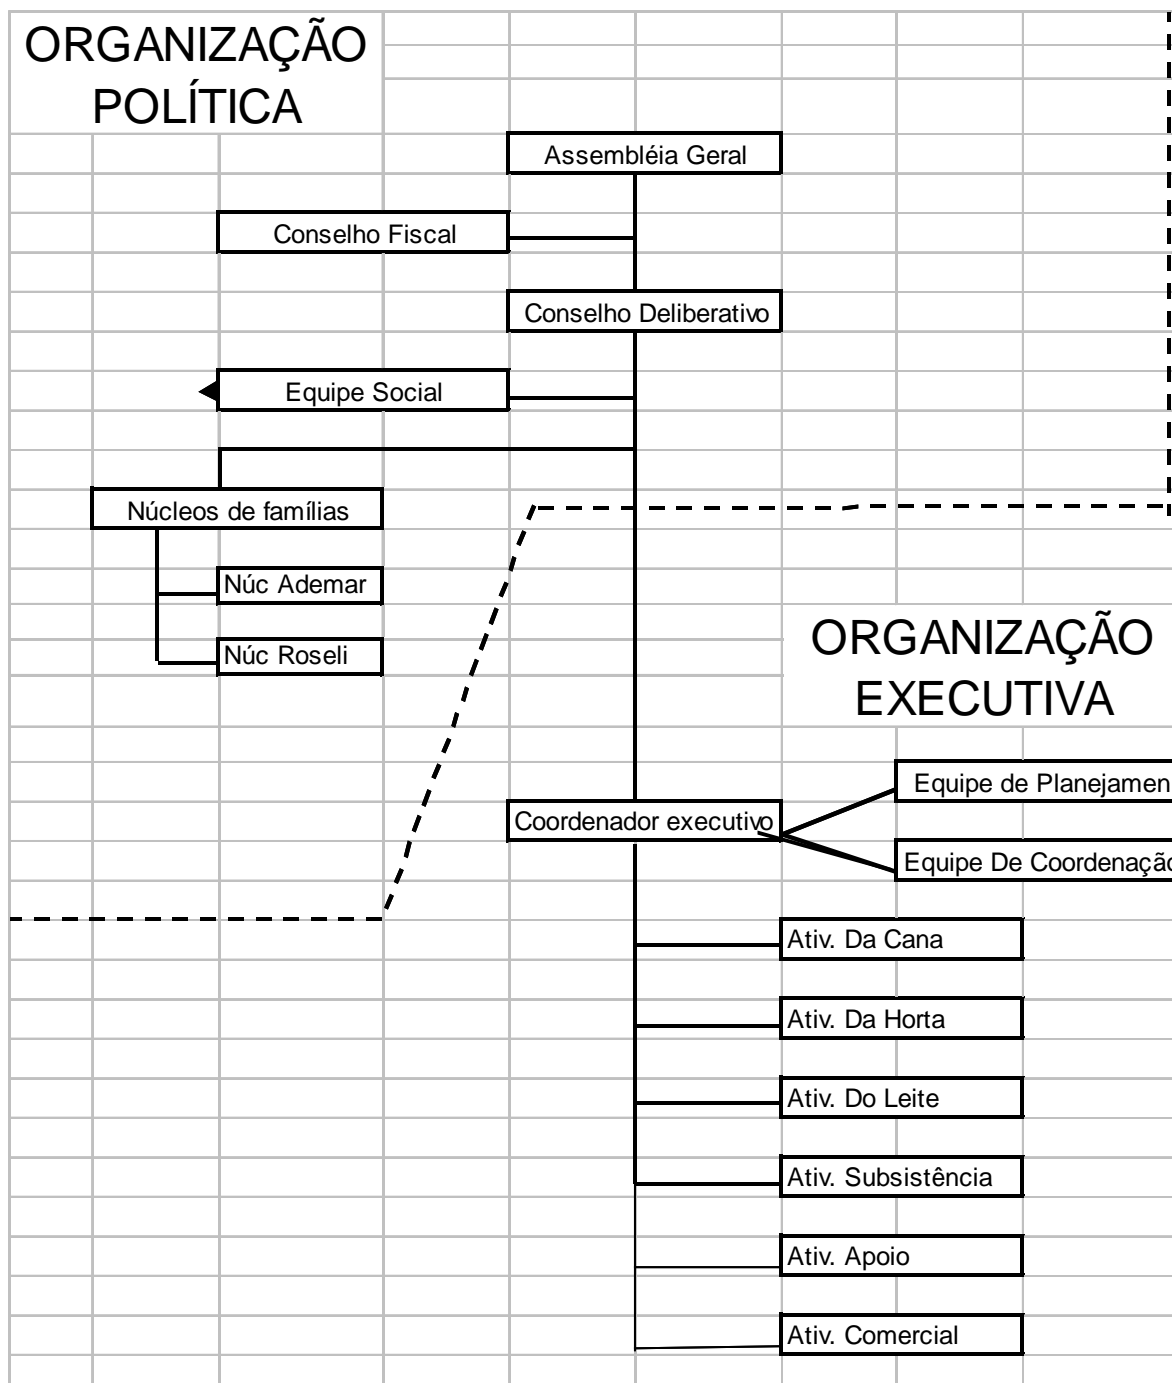 ORGANIZAÇÃO
POLÍTICA
Assembléia Geral
Conselho Fiscal
Conselho Deliberativo
Equipe Social
Núcleos de famílias
Núc Ademar
Núc Roseli
ORGANIZAÇÃO
EXECUTIVA
Equipe de Planejamen
Coordenador executivo
Equipe De Coordenação
Ativ. Da Cana
Ativ. Da Horta
Ativ. Do Leite
Ativ. Subsistência
Ativ. Apoio
Ativ. Comercial